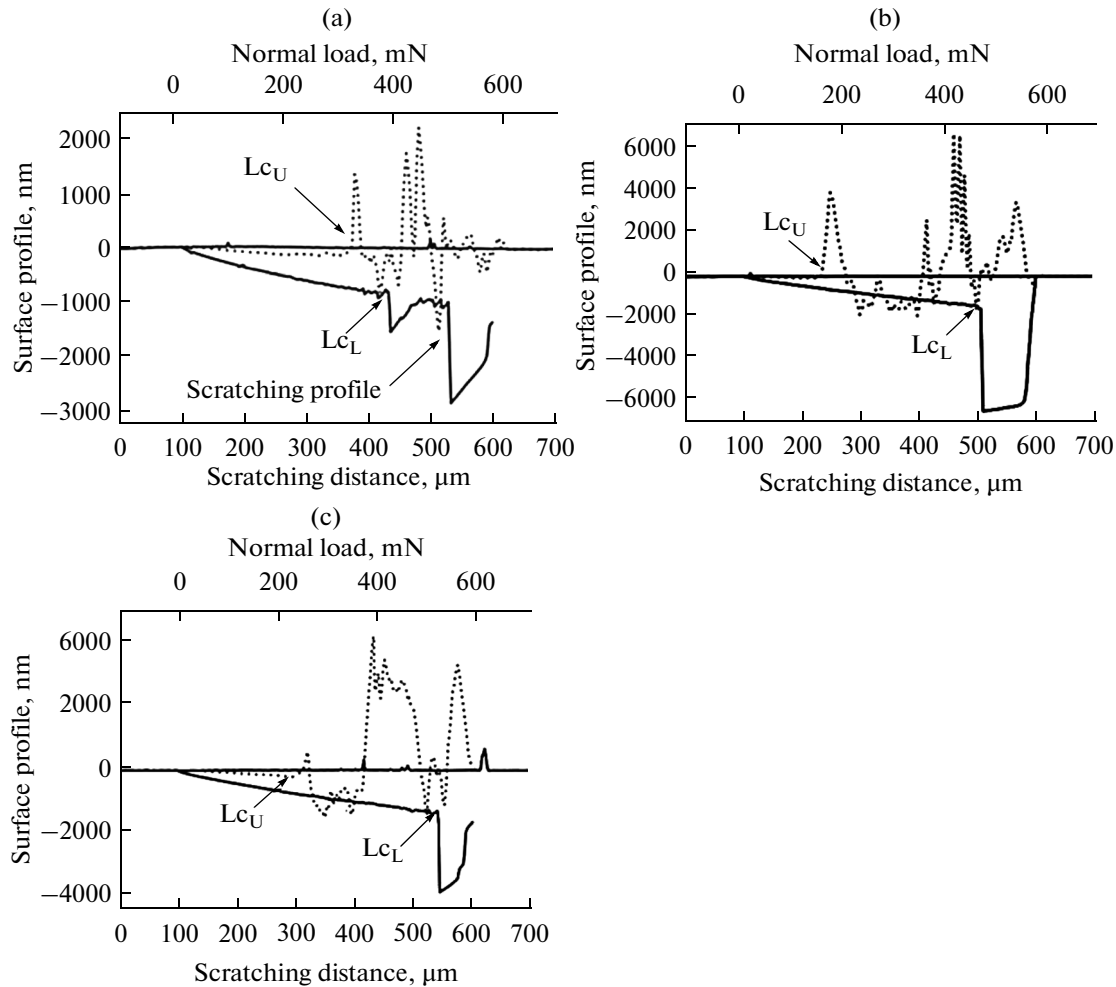 (a)
Normal load, mN
0 200 400 600
2000
1000
0
−1000
−2000
−3000
Surface profile, nm
Lc_U
Lc_L
Scratching profile
0 100 200 300 400 500 600 700
Scratching distance, μm
(b)
Normal load, mN
0 200 400 600
6000
4000
2000
0
−2000
−4000
−6000
Surface profile, nm
Lc_U
Lc_L
0 100 200 300 400 500 600 700
Scratching distance, μm
(c)
Normal load, mN
0 200 400 600
6000
2000
0
−2000
−4000
Surface profile, nm
Lc_U
Lc_L
0 100 200 300 400 500 600 700
Scratching distance, μm